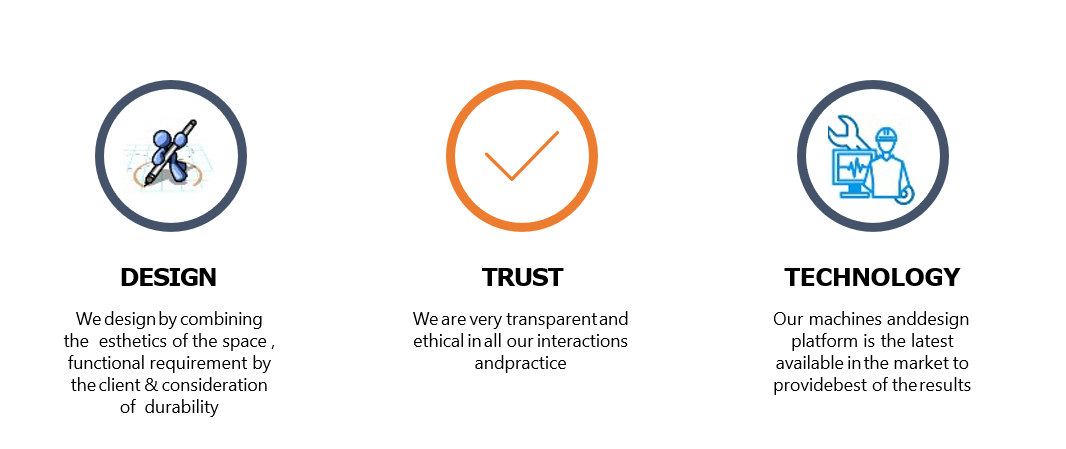 DESIGN
We design by combining
the esthetics of the space ,
functional requirement by
the client & consideration
of durability
TRUST
We are very transparent and
ethical in all our interactions
andpractice
TECHNOLOGY
Our machines anddesign
platform is the latest
available in the market to
providebest of the results